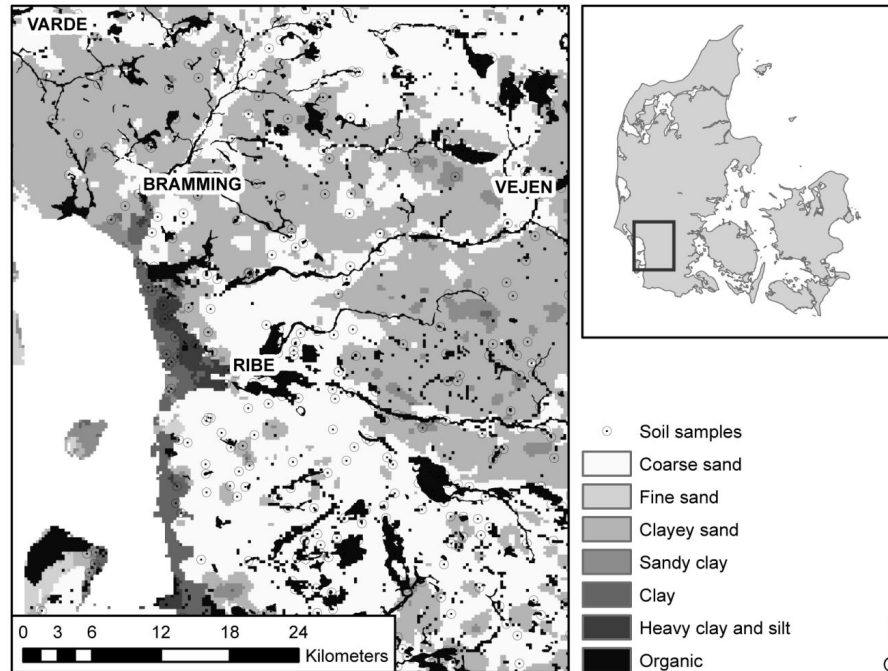 VARDE
BRAMMING
VEJEN
RIBE
0 3 6 12 18 24
Kilometers
Soil samples
Coarse sand
Fine sand
Clayey sand
Sandy clay
Clay
Heavy clay and silt
Organic